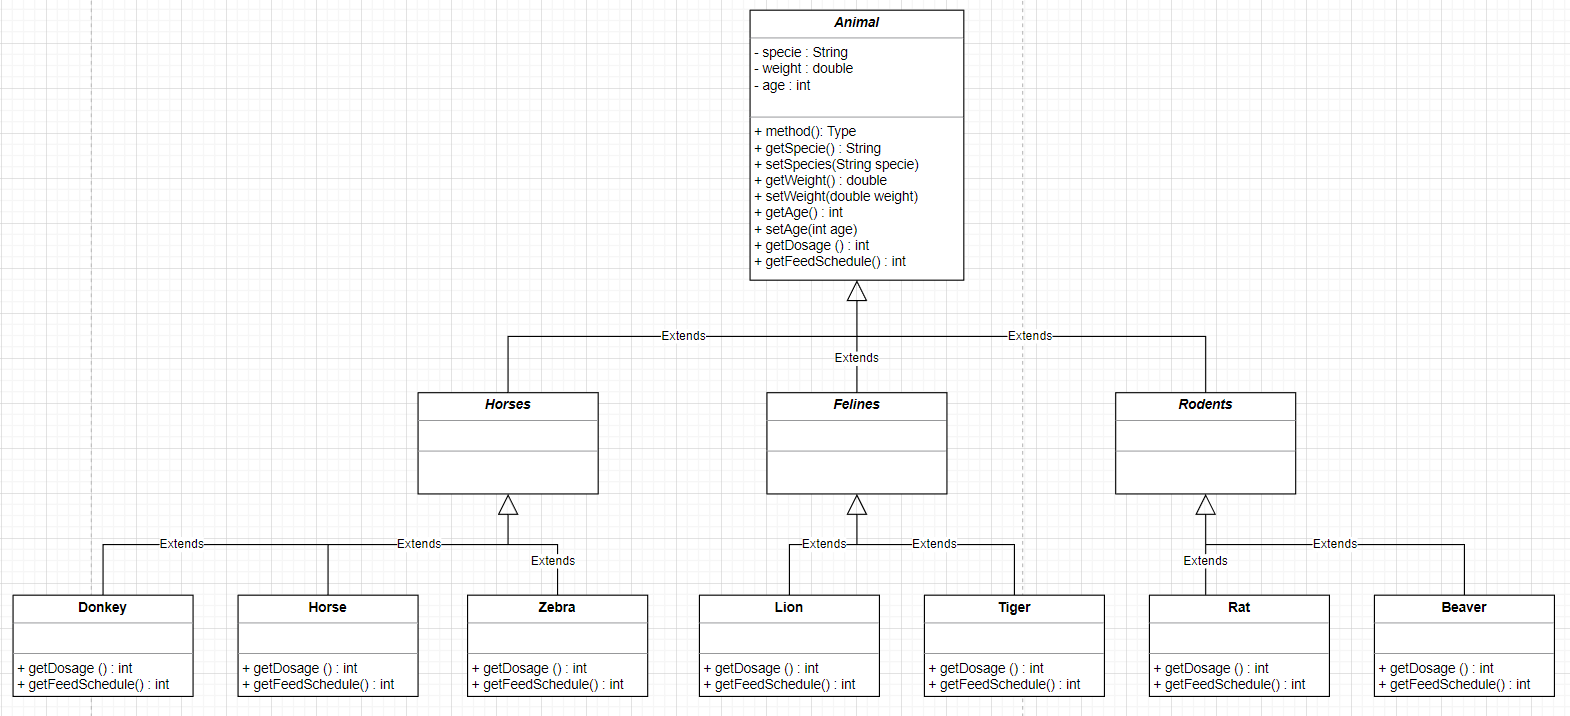 Animal
- specie : String
- weight : double
- age : int
+ method(): Type
+ getSpecie() : String
+ setSpecies(String specie)
+ getWeight() : double
+ setWeight(double weight)
+ getAge() : int
+ setAge(int age)
+ getDosage () : int
+ getFeedSchedule() : int
Extends
Extends
Extends
Horses
Felines
Rodents
Extends
Extends
Extends
Extends
Extends
Extends
Extends
Donkey
+ getDosage () : int
+ getFeedSchedule() : int
Horse
+ getDosage () : int
+ getFeedSchedule() : int
Zebra
+ getDosage () : int
+ getFeedSchedule() : int
Lion
+ getDosage () : int
+ getFeedSchedule() : int
Tiger
+ getDosage () : int
+ getFeedSchedule() : int
Rat
+ getDosage () : int
+ getFeedSchedule() : int
Beaver
+ getDosage () : int
+ getFeedSchedule() : int